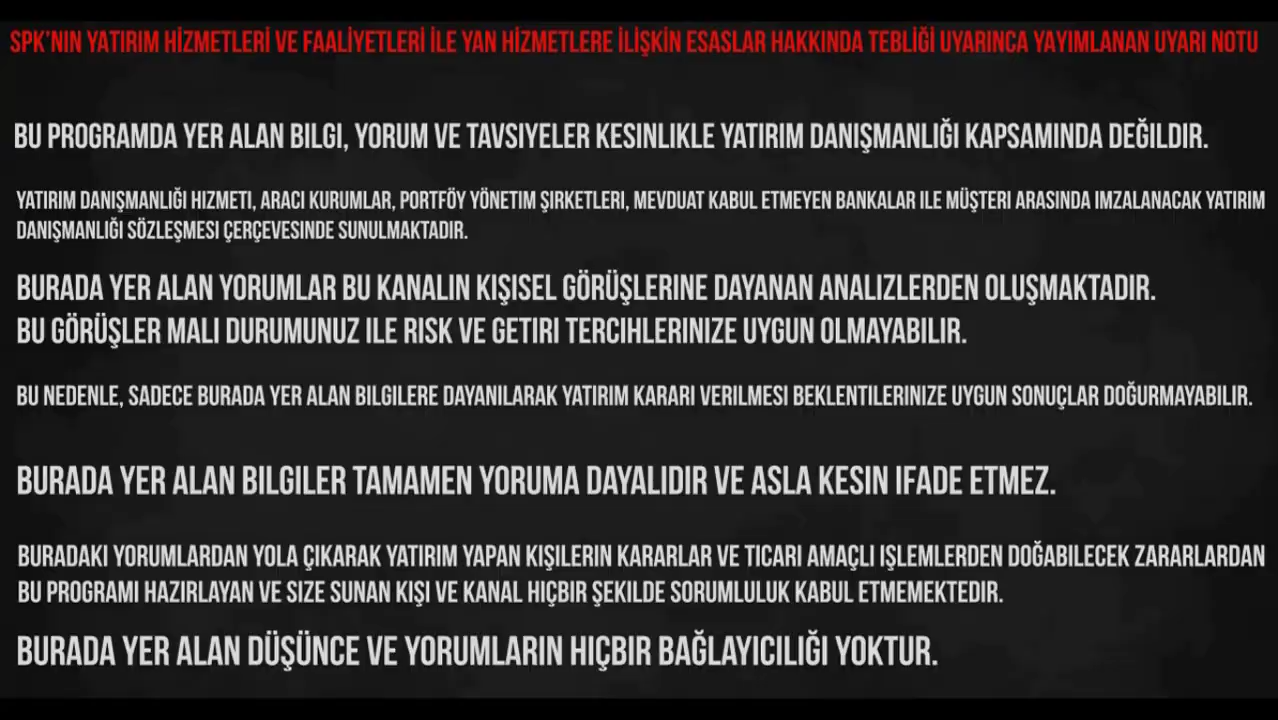 SPK'NIN YATIRIM HİZMETLERİ VE FAALİYETLERİ İLE YAN HİZMETLERE İLİŞKİN ESASLAR HAKKINDA TEBLİĞİ UYARINCA YAYIMLANAN UYARI NOTU
BU PROGRAMDA YER ALAN BILGI, YORUM VE TAVSIYELER KESINLIKLE YATIRIM DANIŞMANLIĞI KAPSAMINDA DEĞILDIR.
YATIRIM DANIŞMANLIĞI HIZMETI, ARACI KURUMLAR, PORTFÖY YÖNETIM ŞIRKETLERI, MEVDUAT KABUL ETMEYEN BANKALAR ILE MÜŞTERI ARASINDA IMZALANACAK YATIRIM
DANIŞMANLIĞI SÖZLEŞMESI ÇERÇEVESINDE SUNULMAKTADIR.
BURADA YER ALAN YORUMLAR BU KANALIN KIŞISEL GÖRÜŞLERINE DAYANAN ANALIZLERDEN OLUŞMAKTADIR.
BU GÖRÜŞLER MALI DURUMUNUZ ILE RISK VE GETIRI TERCIHLERINIZE UYGUN OLMAYABILIR.
BU NEDENLE, SADECE BURADA YER ALAN BILGILERE DAYANILARAK YATIRIM KARARI VERILMESI BEKLENTILERINIZE UYGUN SONUÇLAR DOĞURMAYABILIR.
BURADA YER ALAN BILGILER TAMAMEN YORUMA DAYALIDIR VE ASLA KESIN IFADE ETMEZ.
BURADAKI YORUMLARDAN YOLA ÇIKARAK YATIRIM YAPAN KIŞILERIN KARARLAR VE TICARI AMAÇLI IŞLEMLERDEN DOĞABILECEK ZARARLARDAN
BU PROGRAMI HAZIRLAYAN VE SIZE SUNAN KIŞI VE KANAL HIÇBIR ŞEKILDE SORUMLULUK KABUL ETMEMEKTEDIR.
BURADA YER ALAN DÜŞÜNCE VE YORUMLARIN HIÇBIR BAĞLAYICILIĞI YOKTUR.